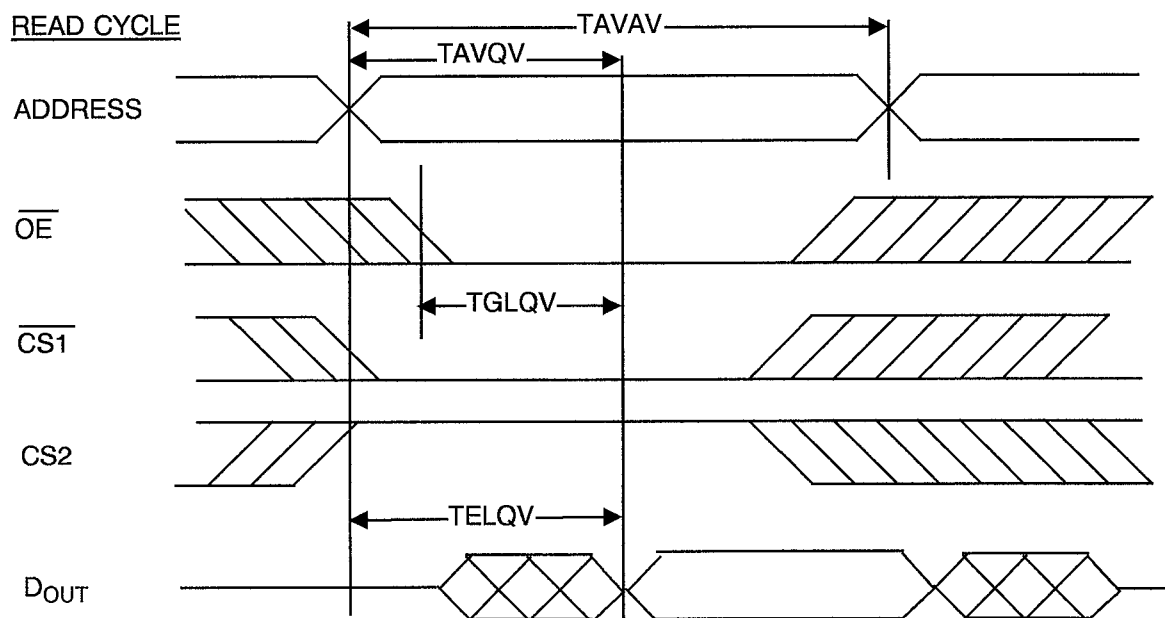 READ CYCLE
TAVAV
TAVQV
ADDRESS
OE
TGLQV
CS1
CS2
TELQV
DOUT